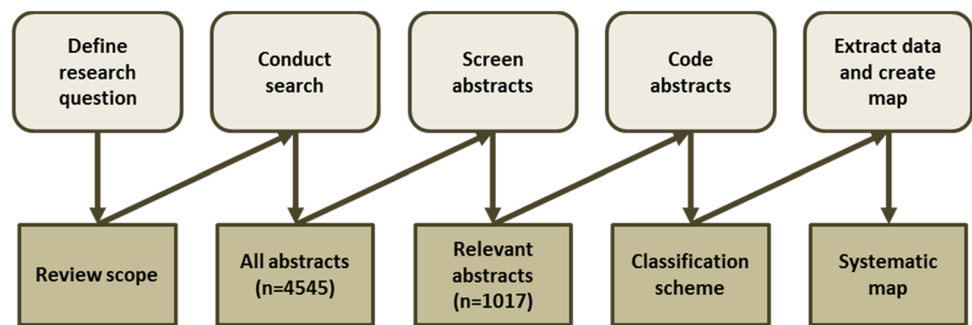 Define
research
question
Conduct
search
Screen
abstracts
Code
abstracts
Extract data
and create
map
Review scope
All abstracts
(n=4545)
Relevant
abstracts
(n=1017)
Classification
scheme
Systematic
map